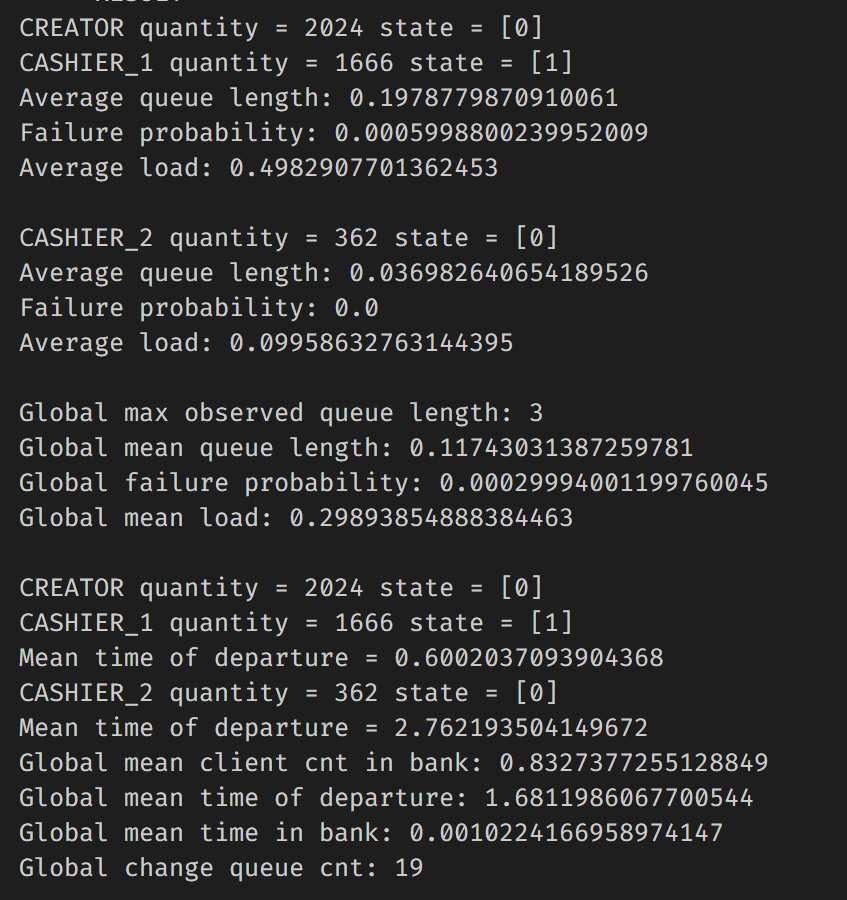 CREATOR quantity = 2024 state = [0]
CASHIER_1 quantity = 1666 state = [1]
Average queue length: 0.1978779870910061
Failure probability: 0.0005998800239952009
Average load: 0.4982907701362453
CASHIER_2 quantity = 362 state = [0]
Average queue length: 0.036982640654189526
Failure probability: 0.0
Average load: 0.09958632763144395
Global max observed queue length: 3
Global mean queue length: 0.11743031387259781
Global failure probability: 0.00029994001199760045
Global mean load: 0.29893854888384463
CREATOR quantity = 2024 state = [0]
CASHIER_1 quantity = 1666 state = [1]
Mean time of departure = 0.6002037093904368
CASHIER_2 quantity = 362 state = [0]
Mean time of departure = 2.762193504149672
Global mean client cnt in bank: 0.8327377255128849
Global mean time of departure: 1.6811986067700544
Global mean time in bank: 0.0010224166958974147
Global change queue cnt: 19